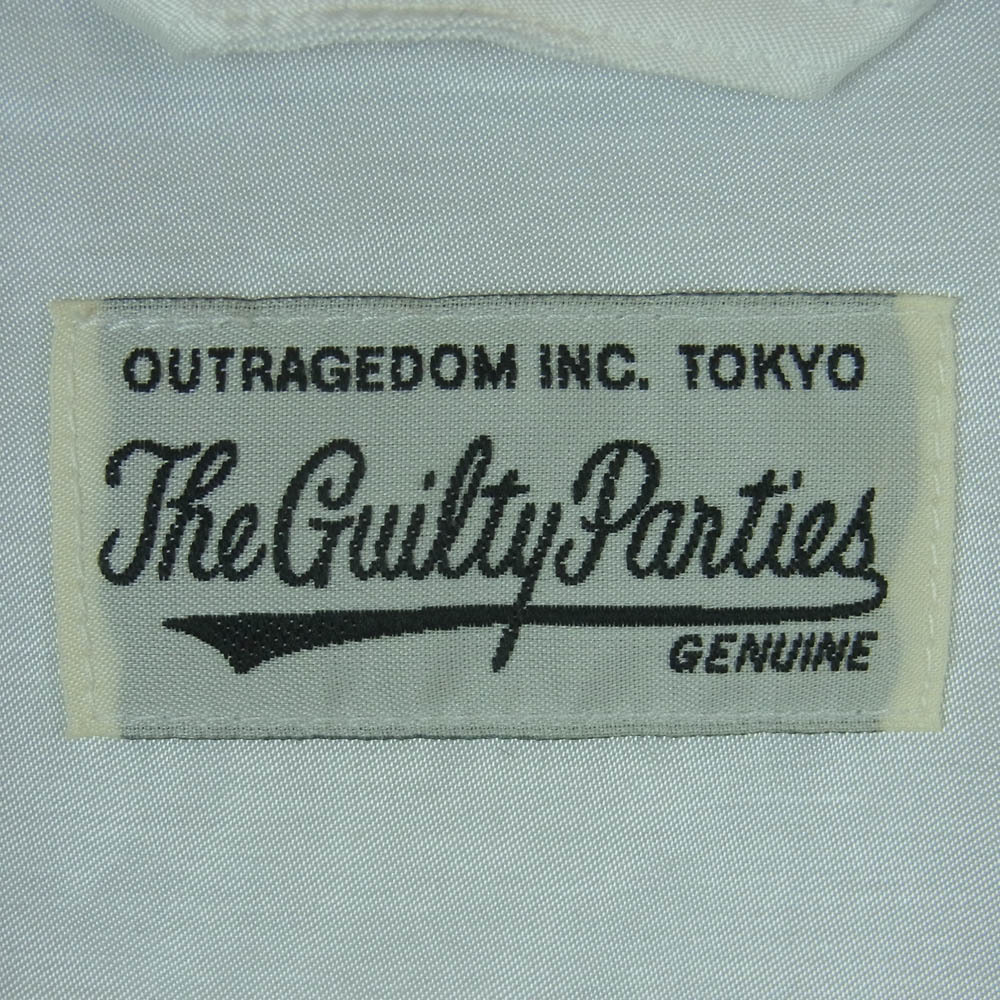 OUTRAGEDOM INC. TOKYO
The Guilty Parties
GENUINE